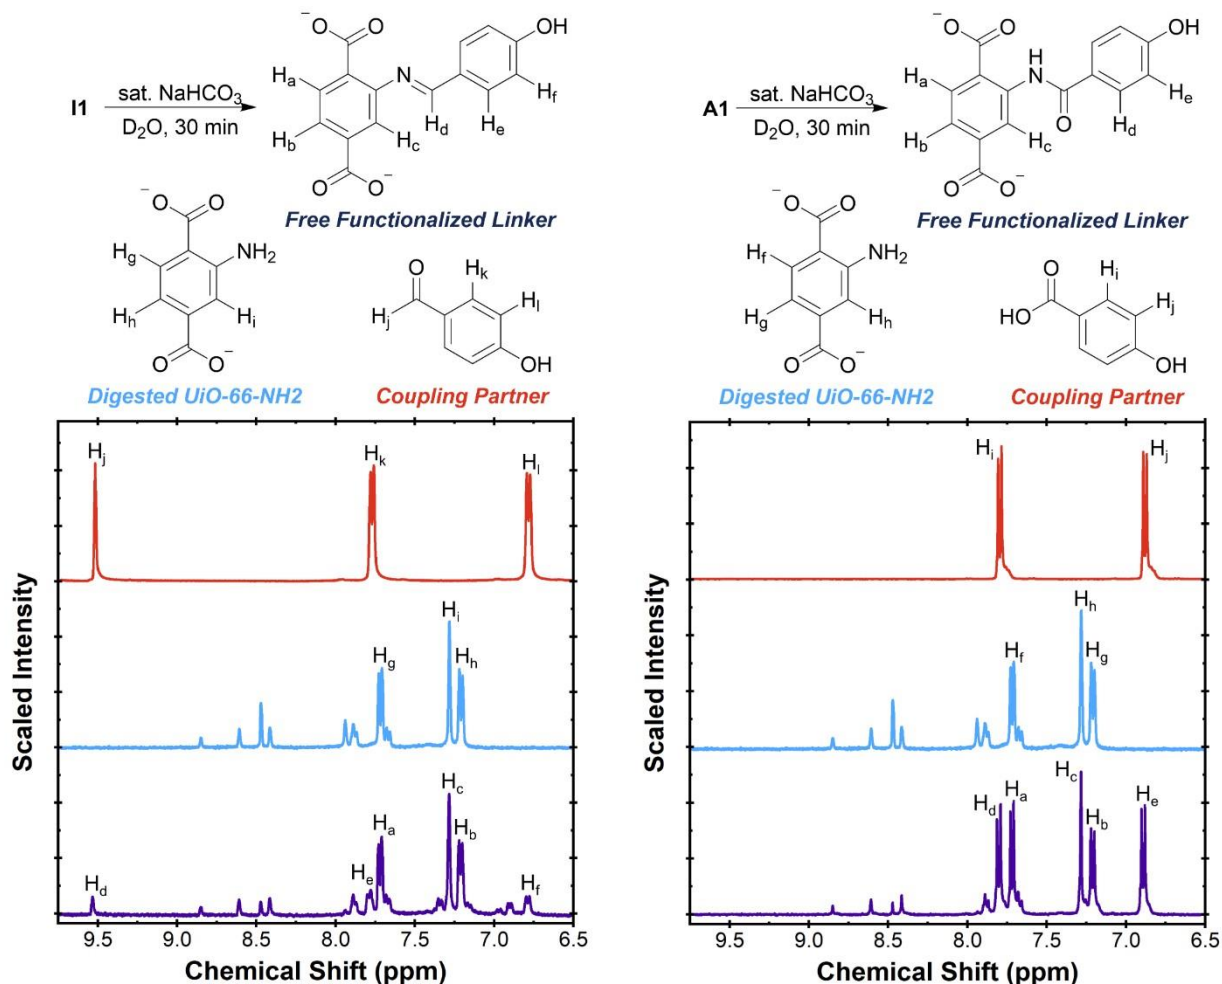 I1 sat. NaHCO3
D2O, 30 min
−O O
Ha
Hb
Hc
N
Hd
He
Hf
OH
O O−
Free Functionalized Linker
−O O
Hg
Hh
Hi
NH2
O O−
Digested UiO-66-NH2
O
Hj
Hk
Hl
OH
Coupling Partner
Hj Hk Hl
Hi
Hg Hh
Hc
Ha Hb
He
Hd Hf
Scaled Intensity
9.5 9.0 8.5 8.0 7.5 7.0 6.5
Chemical Shift (ppm)
A1 sat. NaHCO3
D2O, 30 min
−O O
Ha
Hb
Hc
H
N
O
Hd
He
OH
O O−
Free Functionalized Linker
−O O
Hf
Hg
Hh
NH2
O O−
Digested UiO-66-NH2
O
HO
Hi
Hj
OH
Coupling Partner
Hi Hj
Hh
Hf Hg
Hc
Hd Ha Hb He
Scaled Intensity
9.5 9.0 8.5 8.0 7.5 7.0 6.5
Chemical Shift (ppm)